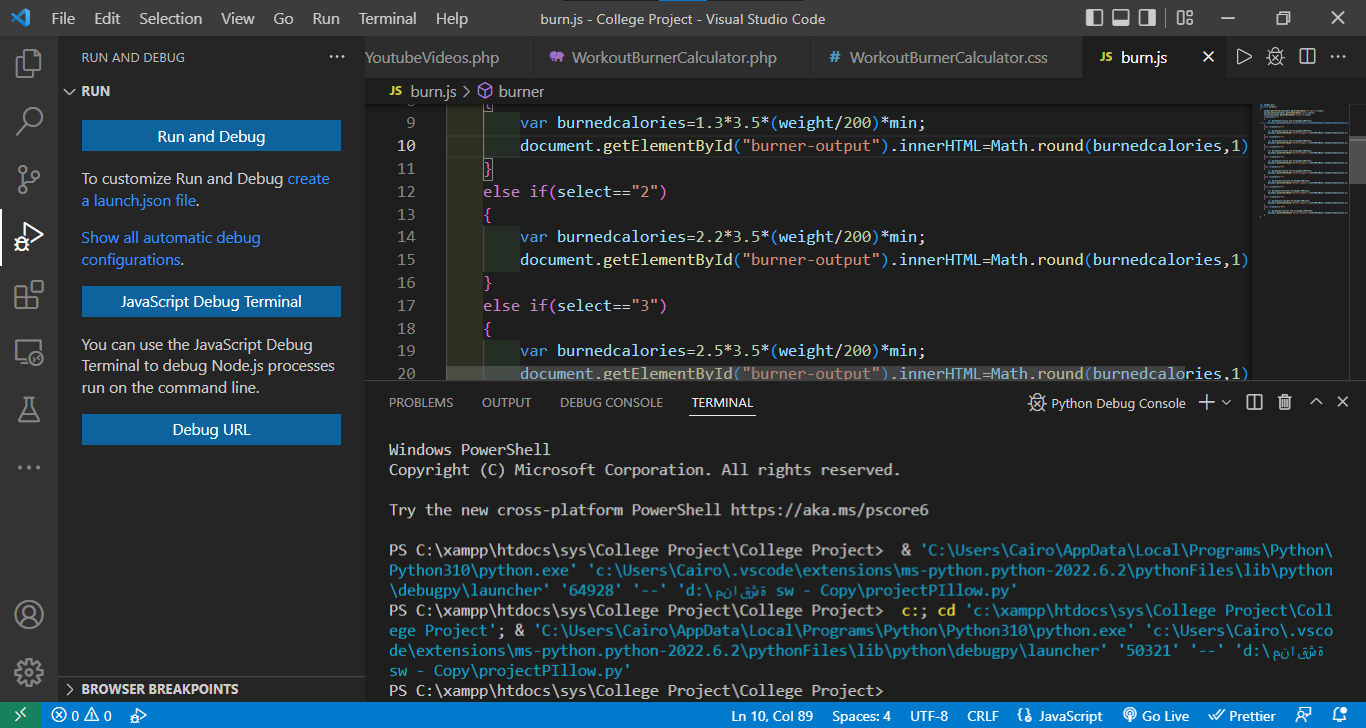 File Edit Selection View Go Run Terminal Help burn.js - College Project - Visual Studio Code
RUN AND DEBUG
RUN
Run and Debug
To customize Run and Debug create
a launch.json file.
Show all automatic debug
configurations.
JavaScript Debug Terminal
You can use the JavaScript Debug
Terminal to debug Node.js processes
run on the command line.
Debug URL
BROWSER BREAKPOINTS
YoutubeVideos.php WorkoutBurnerCalculator.php # WorkoutBurnerCalculator.css JS burn.js
JS burn.js > burner
9 var burnedcalories=1.3*3.5*(weight/200)*min;
10 document.getElementById("burner-output").innerHTML=Math.round(burnedcalories,1)
11 }
12 else if(select=="2")
13 {
14 var burnedcalories=2.2*3.5*(weight/200)*min;
15 document.getElementById("burner-output").innerHTML=Math.round(burnedcalories,1)
16 }
17 else if(select=="3")
18 {
19 var burnedcalories=2.5*3.5*(weight/200)*min;
20 document.getElementById("burner-output").innerHTML=Math.round(burnedcalories,1)
PROBLEMS OUTPUT DEBUG CONSOLE TERMINAL Python Debug Console
Windows PowerShell
Copyright (C) Microsoft Corporation. All rights reserved.
Try the new cross-platform PowerShell https://aka.ms/pscore6
PS C:\xampp\htdocs\sys\College Project\College Project> & 'C:\Users\Cairo\AppData\Local\Programs\Python\
Python310\python.exe' 'c:\Users\Cairo\.vscode\extensions\ms-python.python-2022.6.2\pythonFiles\lib\python
\debugpy\launcher' '64928' '--' 'd:\ sw - Copy\projectPIllow.py'
PS C:\xampp\htdocs\sys\College Project\College Project> c:; cd 'c:\xampp\htdocs\sys\College Project\Coll
ege Project'; & 'C:\Users\Cairo\AppData\Local\Programs\Python\Python310\python.exe' 'c:\Users\Cairo\.vsco
de\extensions\ms-python.python-2022.6.2\pythonFiles\lib\python\debugpy\launcher' '50321' '--' 'd:\
sw - Copy\projectPIllow.py'
PS C:\xampp\htdocs\sys\College Project\College Project>
0 0 Ln 10, Col 89 Spaces: 4 UTF-8 CRLF JavaScript Go Live Prettier